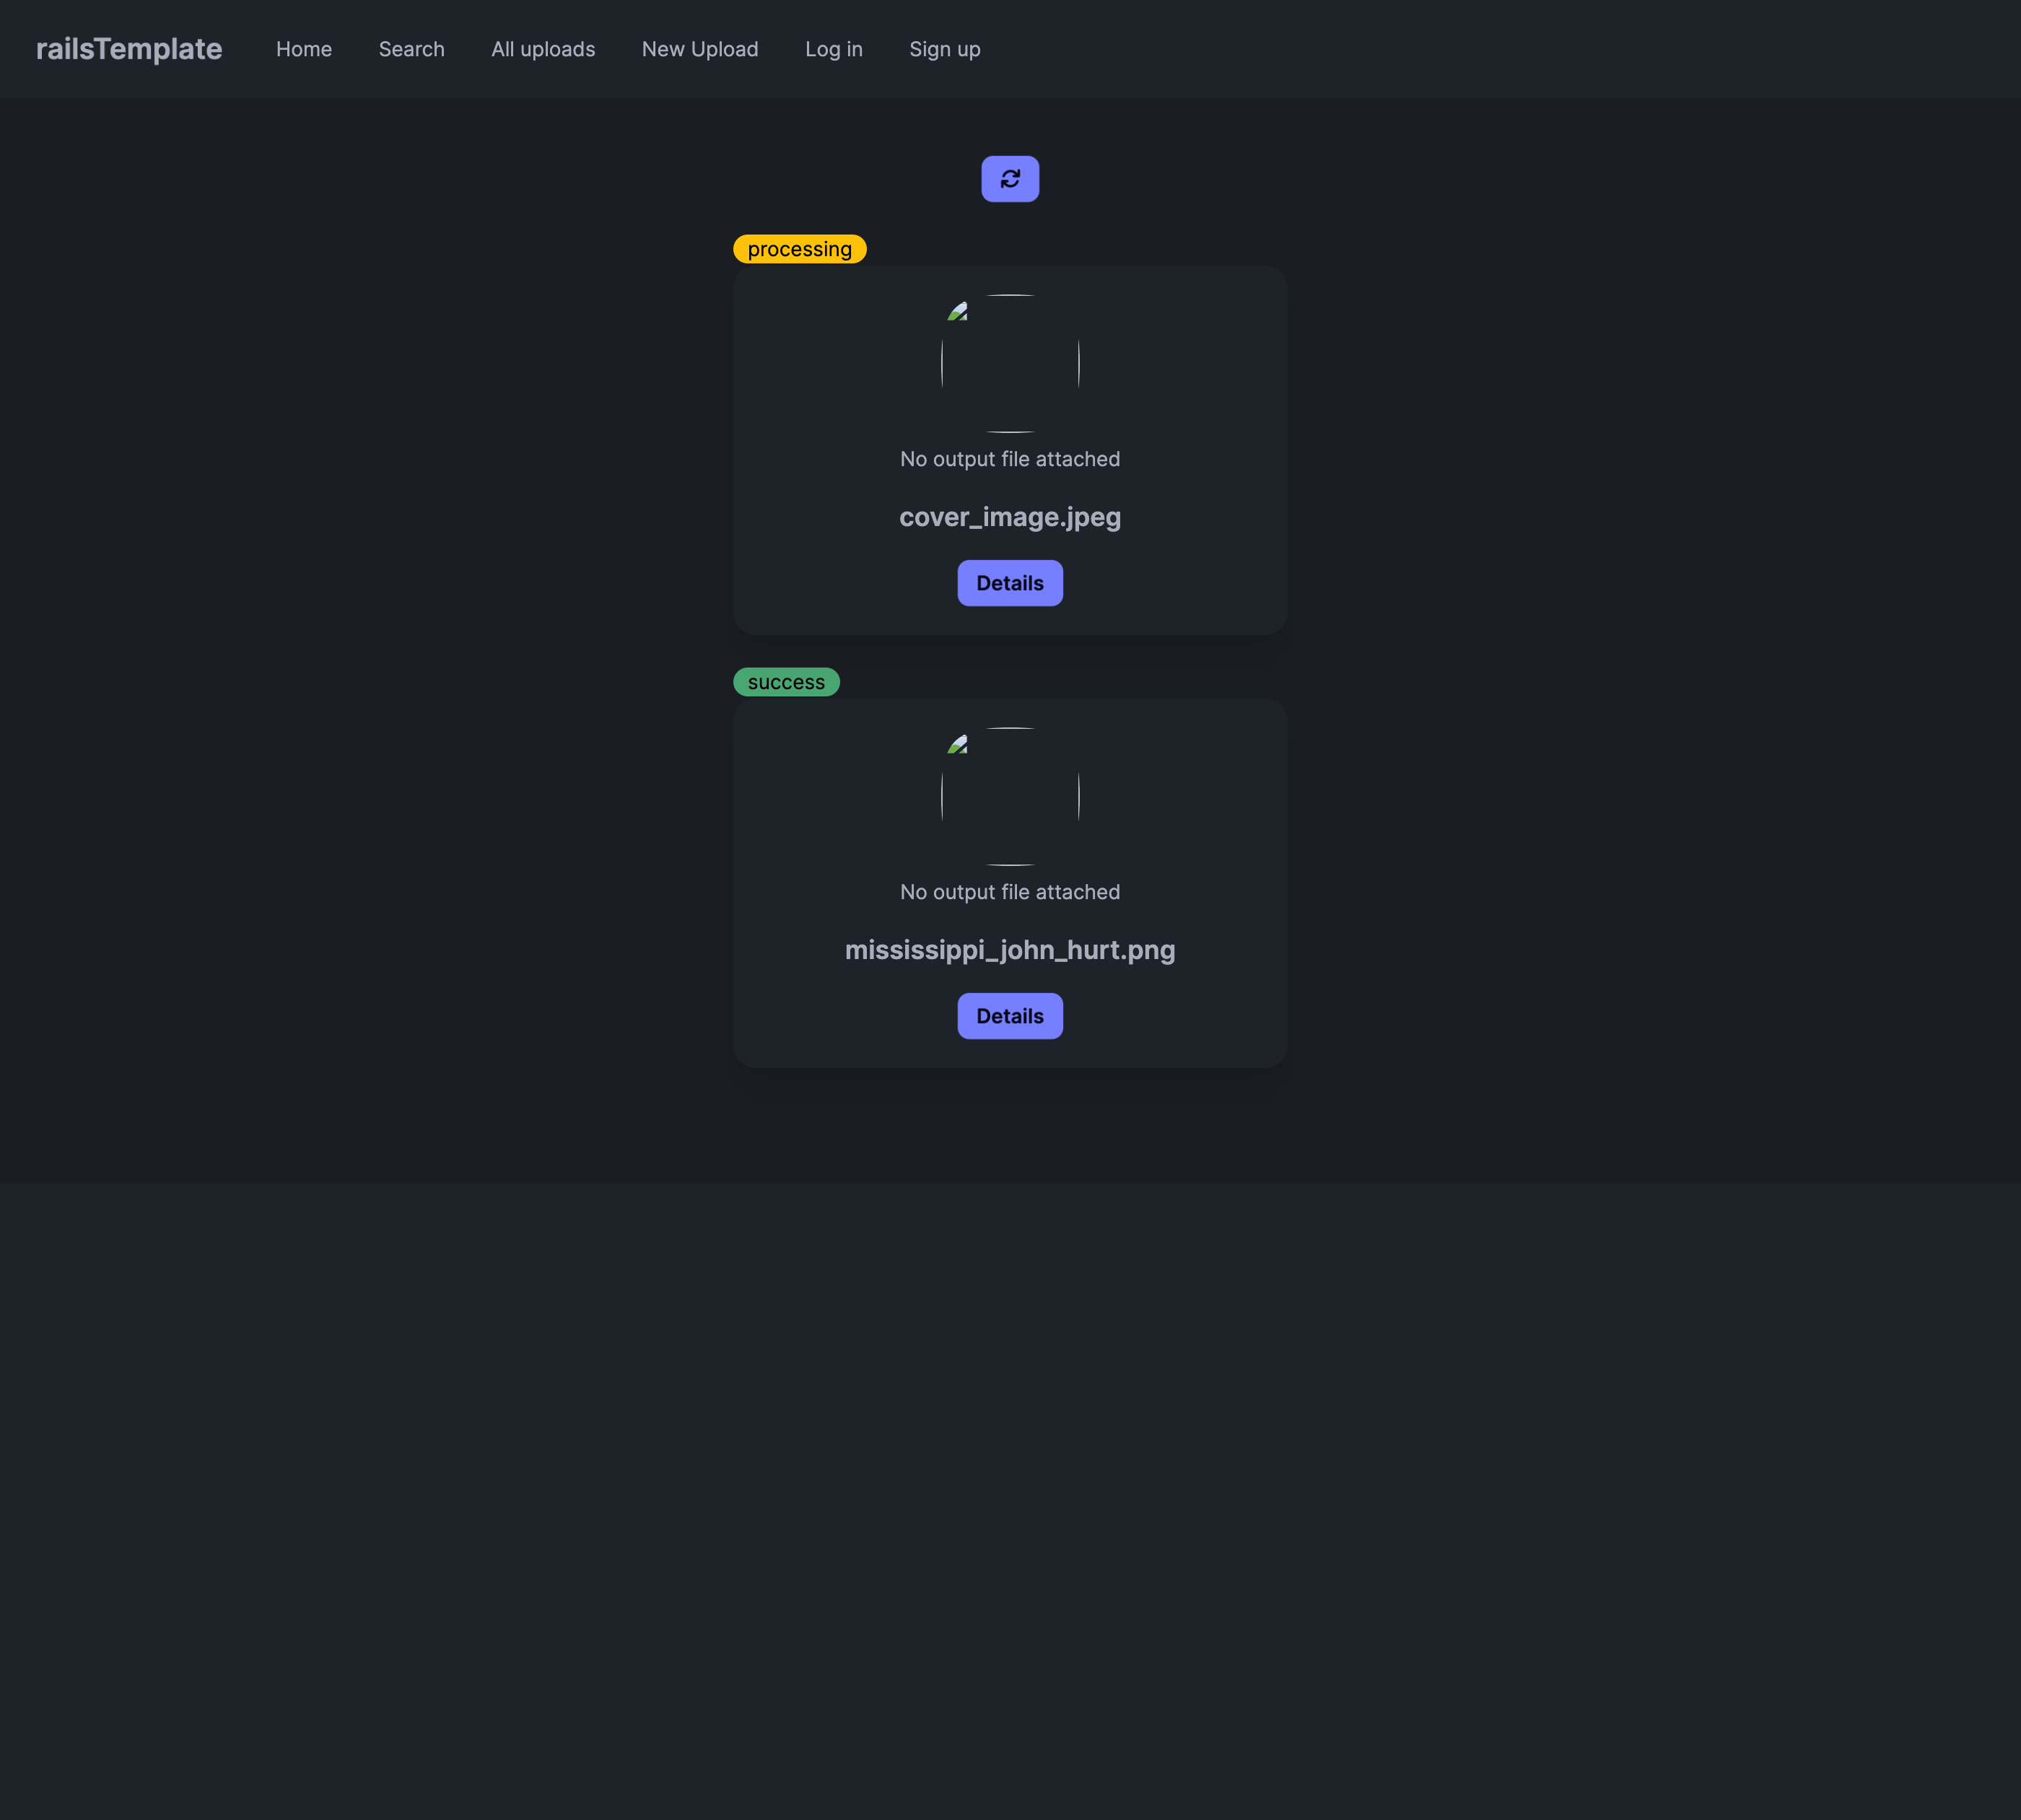 railsTemplate Home Search All uploads New Upload Log in Sign up
processing
No output file attached
cover_image.jpeg
Details
success
No output file attached
mississippi_john_hurt.png
Details